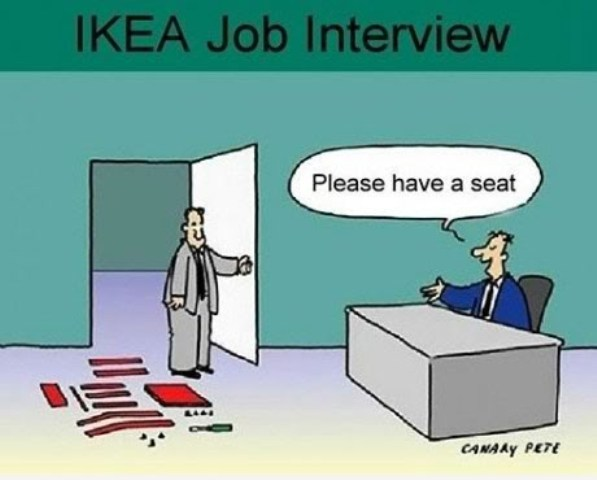 IKEA Job Interview
Please have a seat
CANARY PETE